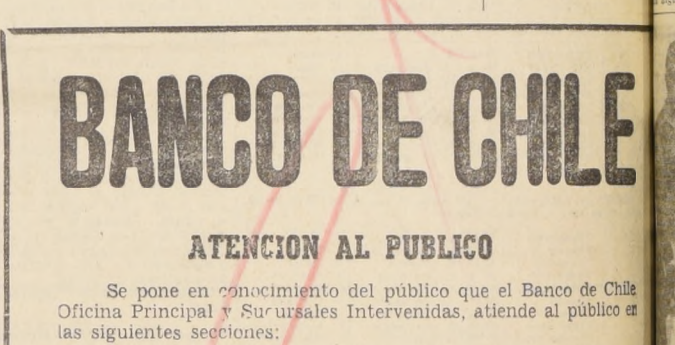 BANCO DE CHILE
ATENCION AL PUBLICO
Se pone en conocimiento del público que el Banco de Chile
Oficina Principal y Sucursales Intervenidas, atiende al público en
las siguientes secciones: